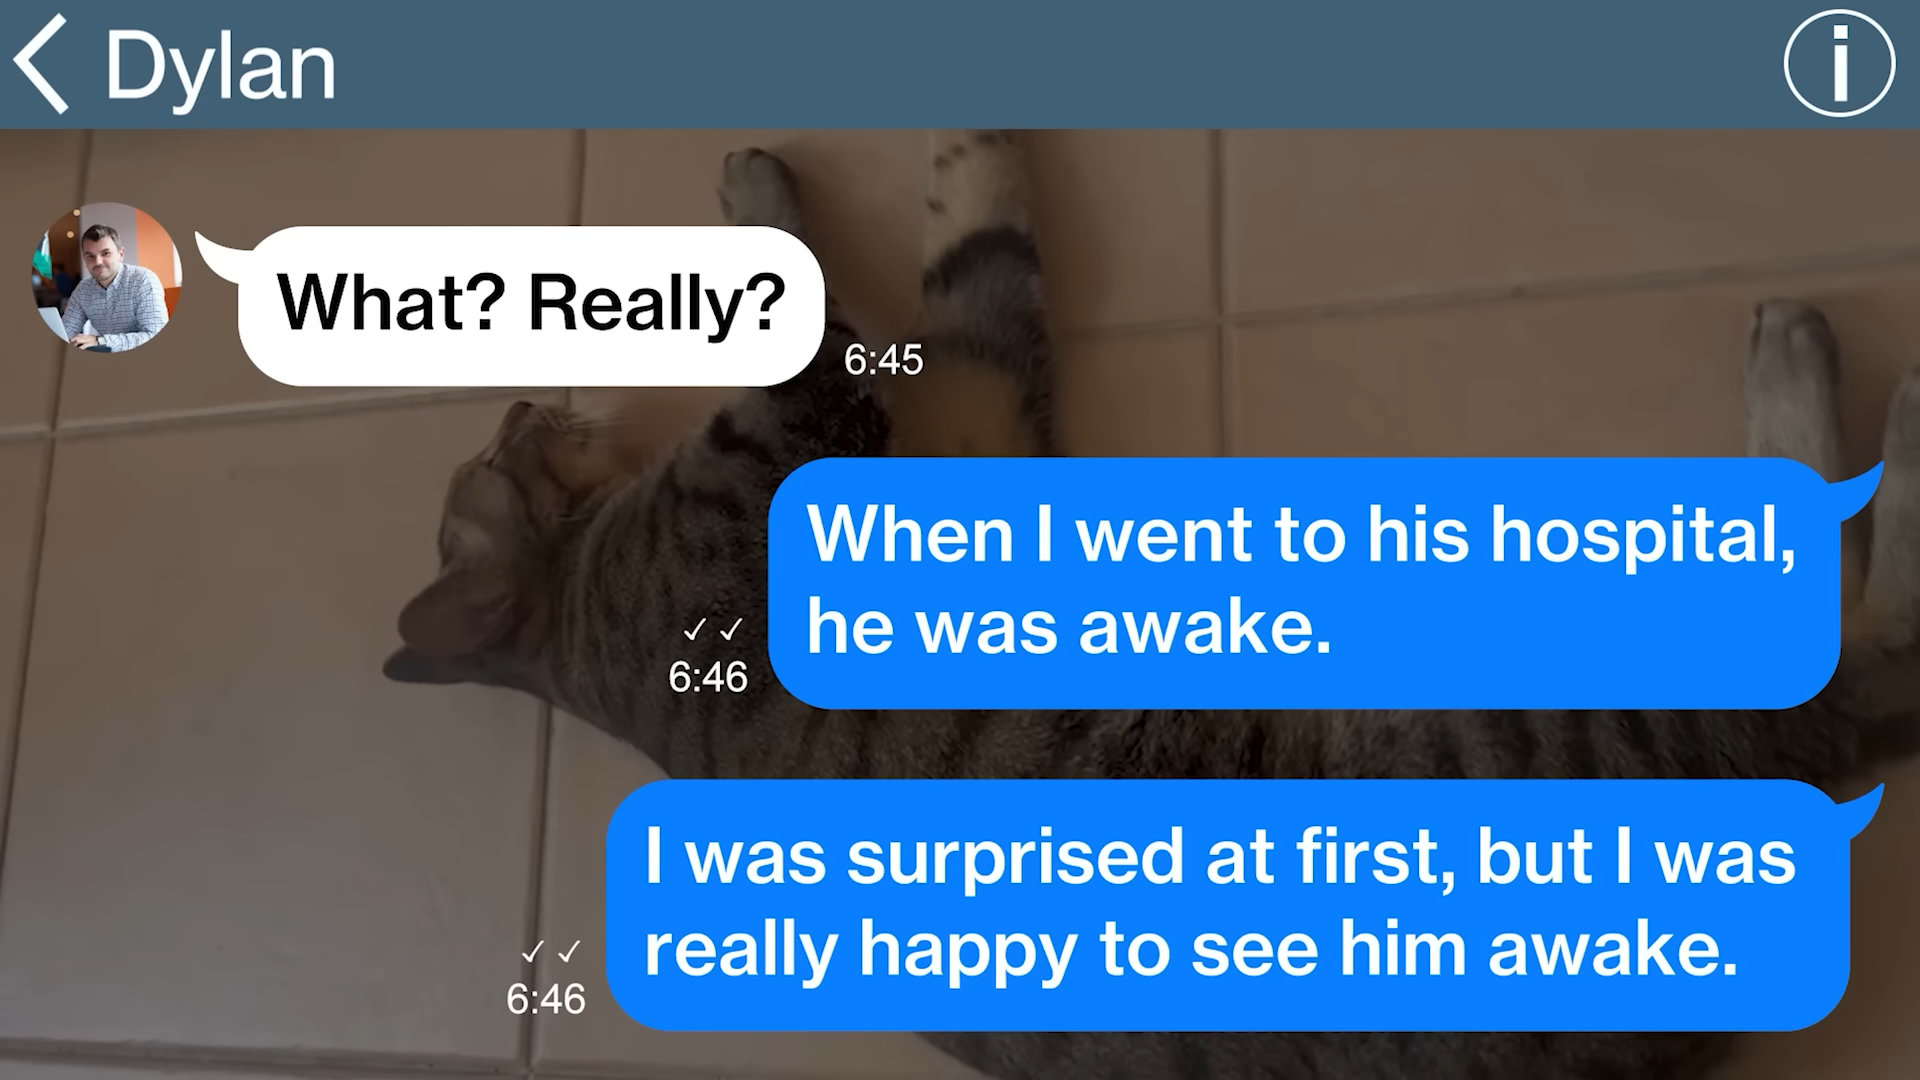 Dylan
What? Really?
6:45
When I went to his hospital,
he was awake.
6:46
I was surprised at first, but I was
really happy to see him awake.
6:46